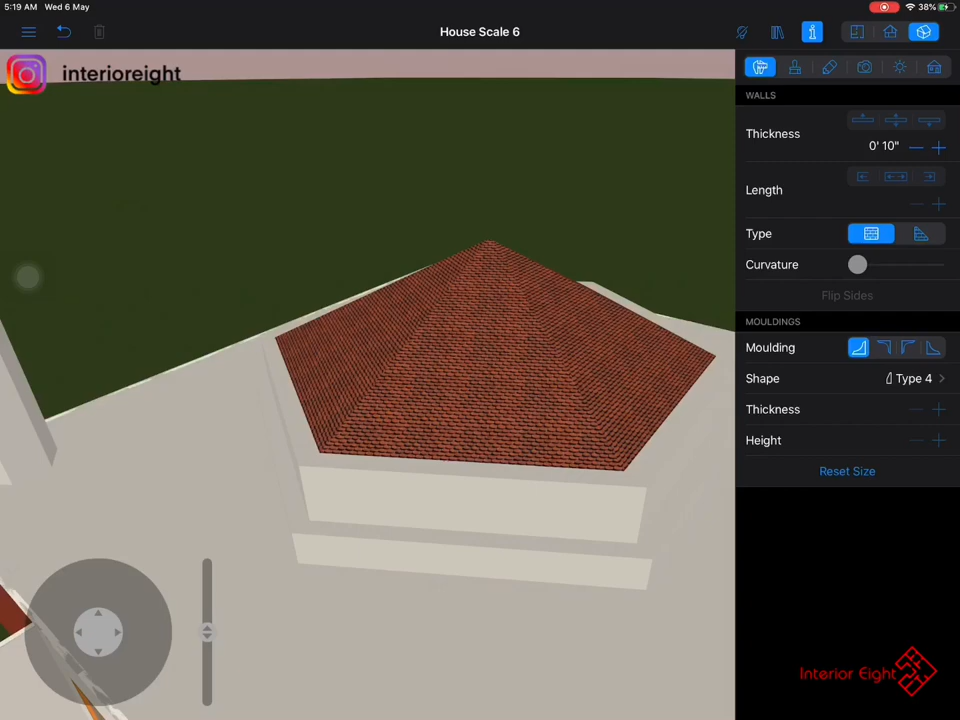 5:19 AM Wed 6 May
38%
House Scale 6
interioreight
WALLS
Thickness
0' 10"
Length
Type
Curvature
Flip Sides
MOULDINGS
Moulding
Shape Type 4
Thickness
Height
Reset Size
Interior Eight